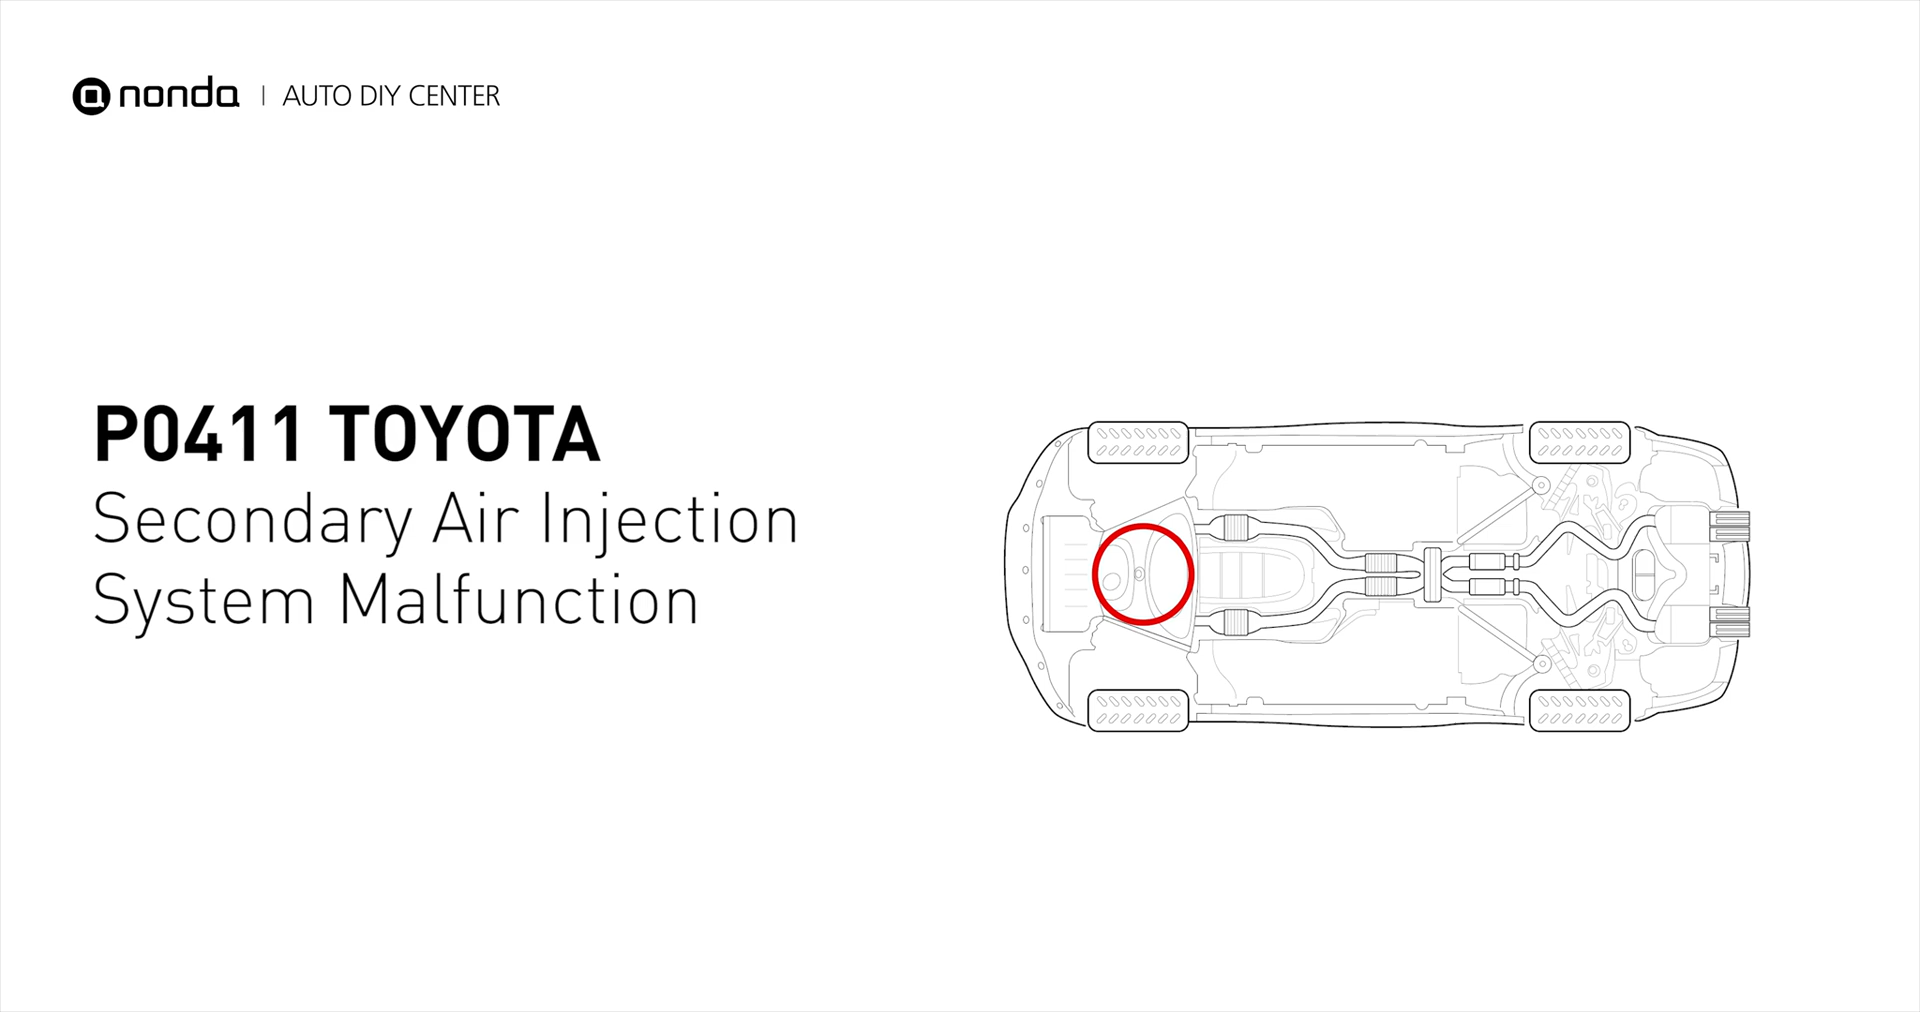 nonda | AUTO DIY CENTER
P0411 TOYOTA
Secondary Air Injection
System Malfunction